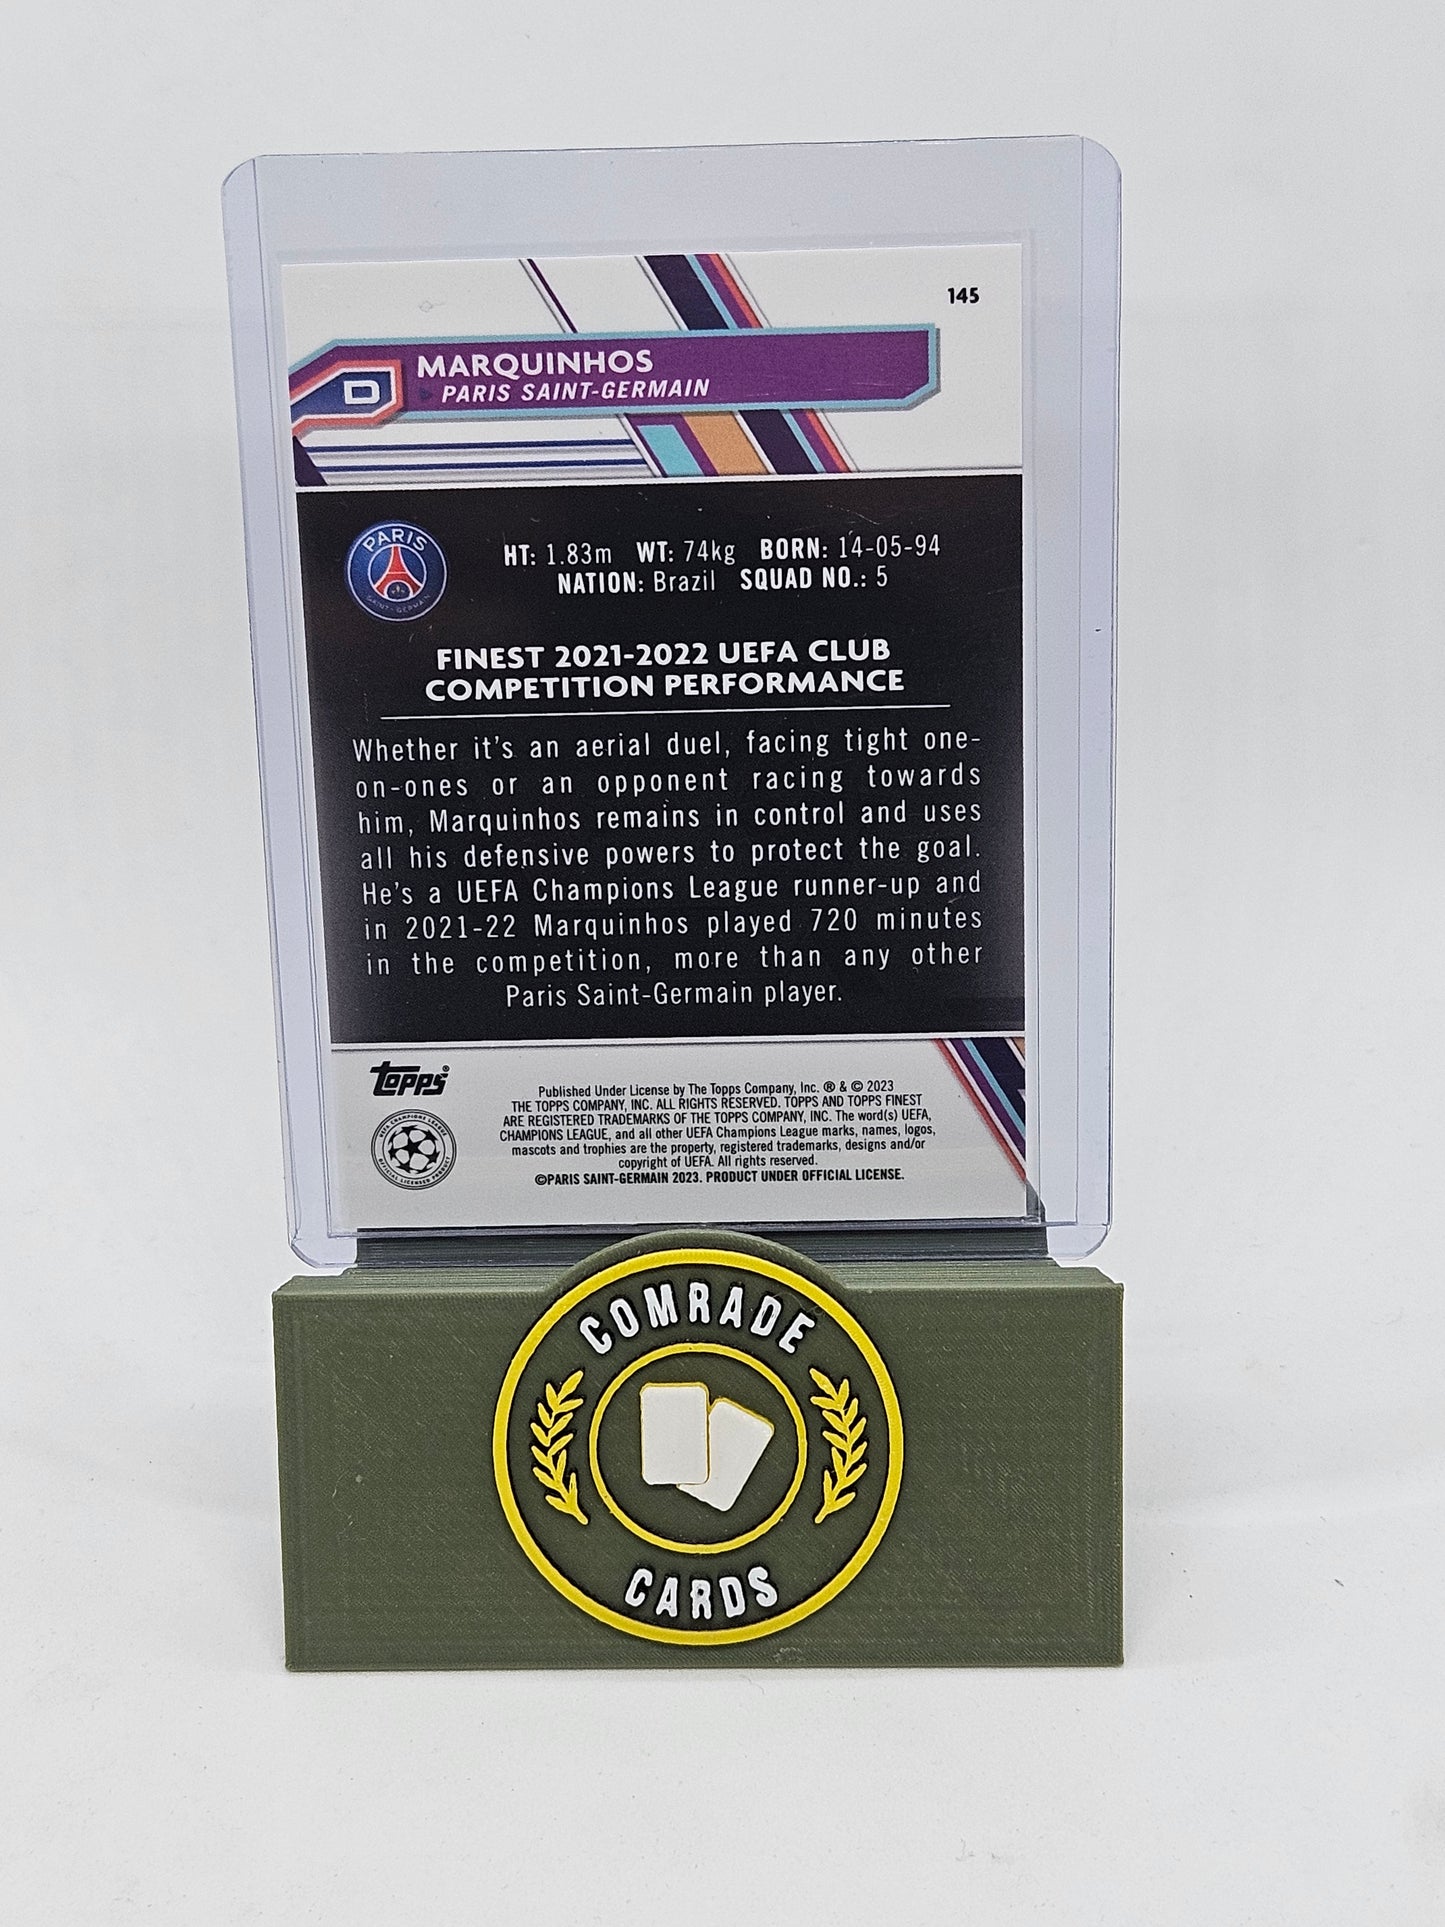 145
MARQUINHOS
D
PARIS SAINT-GERMAIN
PARIS
SAINT-GERMAIN
HT: 1.83m WT: 74kg BORN: 14-05-94
NATION: Brazil SQUAD NO.: 5
FINEST 2021-2022 UEFA CLUB
COMPETITION PERFORMANCE
Whether it's an aerial duel, facing tight one-
on-ones or an opponent racing towards
him, Marquinhos remains in control and uses
all his defensive powers to protect the goal.
He's a UEFA Champions League runner-up and
in 2021-22 Marquinhos played 720 minutes
in the competition, more than any other
Paris Saint-Germain player.
Topps®
UEFA CHAMPIONS LEAGUE
OFFICIAL LICENSED PRODUCT
Published Under License by The Topps Company, Inc. ® & © 2023
THE TOPPS COMPANY, INC. ALL RIGHTS RESERVED. TOPPS AND TOPPS FINEST
ARE REGISTERED TRADEMARKS OF THE TOPPS COMPANY, INC. The word(s) UEFA,
CHAMPIONS LEAGUE, and all other UEFA Champions League marks, names, logos,
mascots and trophies are the property, registered trademarks, designs and/or
copyright of UEFA. All rights reserved.
©PARIS SAINT-GERMAIN 2023. PRODUCT UNDER OFFICIAL LICENSE.
COMRADE
CARDS